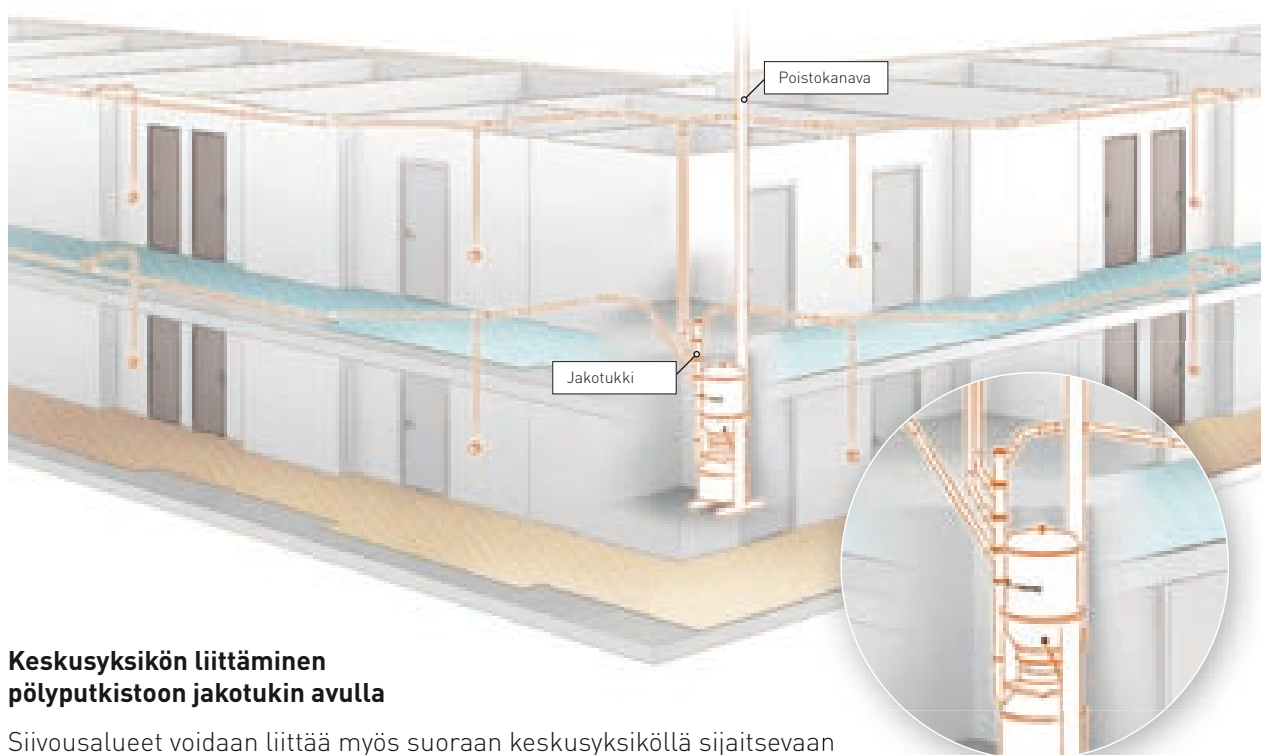 Poistokanava
Jakotukki
Keskusyksikön liittäminen
pölyputkistoon jakotukin avulla
Siivousalueet voidaan liittää myös suoraan keskusyksiköllä sijaitsevaan